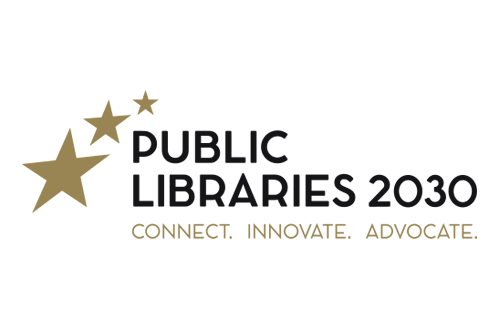 PUBLIC
LIBRARIES 2030
CONNECT. INNOVATE. ADVOCATE.